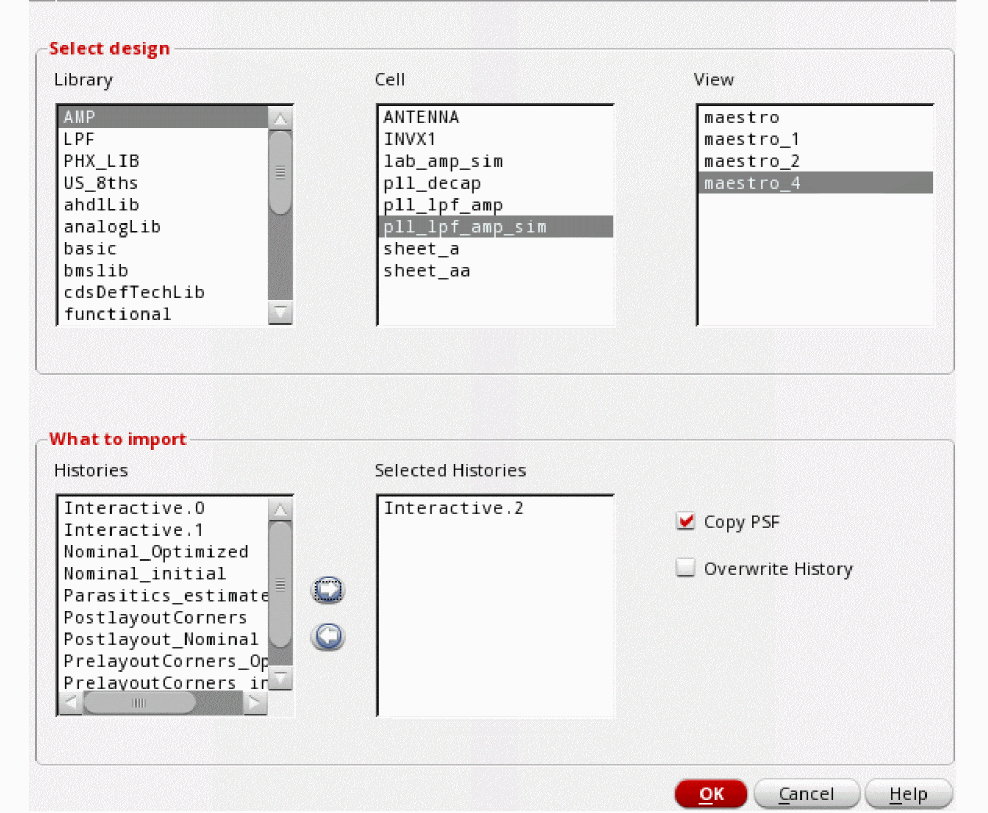 Select design
Library
Cell
View
AMP
LPF
PHX_LIB
US_8ths
ahdlLib
analogLib
basic
bmslib
cdsDefTechLib
functional
ANTENNA
INVX1
lab_amp_sim
pll_decap
pll_lpf_amp
pll_lpf_amp_sim
sheet_a
sheet_aa
maestro
maestro_1
maestro_2
maestro_4
What to import
Histories
Selected Histories
Interactive.0
Interactive.1
Nominal_Optimized
Nominal_initial
Parasitics_estimate
PostlayoutCorners
Postlayout_Nominal
PrelayoutCorners_Op
PrelayoutCorners_in
Interactive.2
Copy PSF
Overwrite History
OK
Cancel
Help